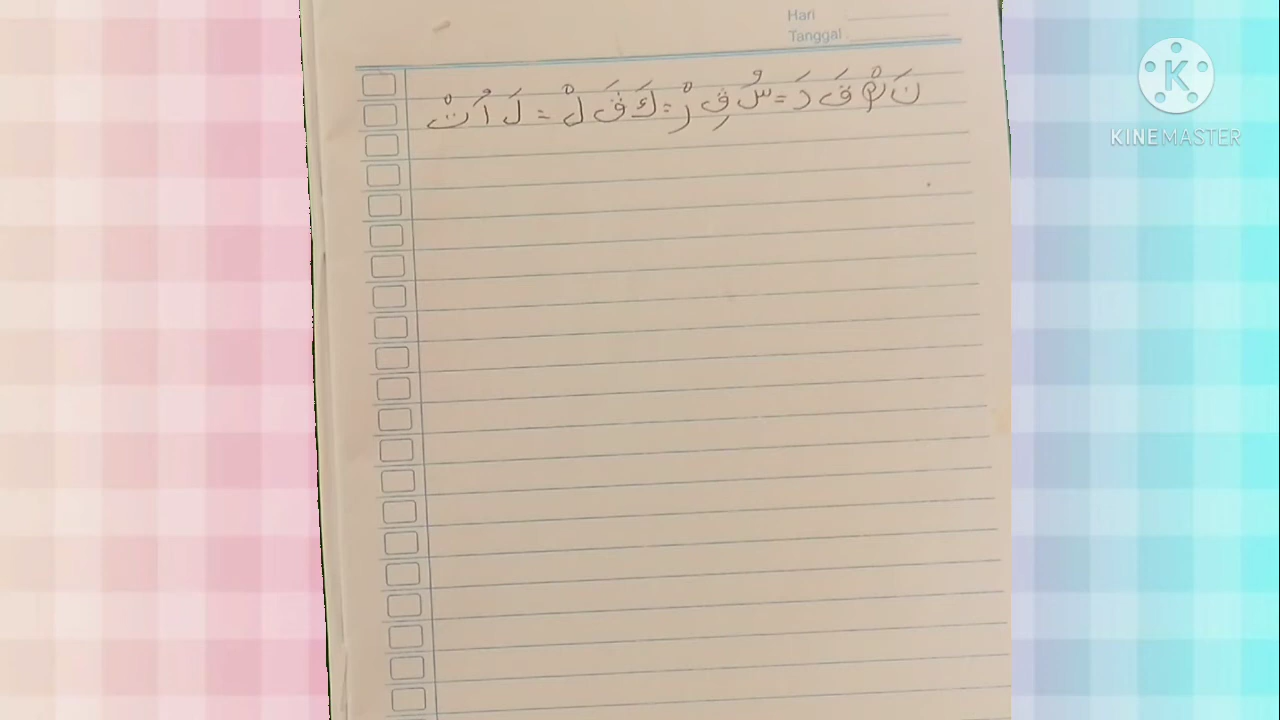 Hari
Tanggal
نَ هْ قَ دَ = سُ فِ رْ = كَ فَ لْ = لَ اُ تْ
KINEMASTER